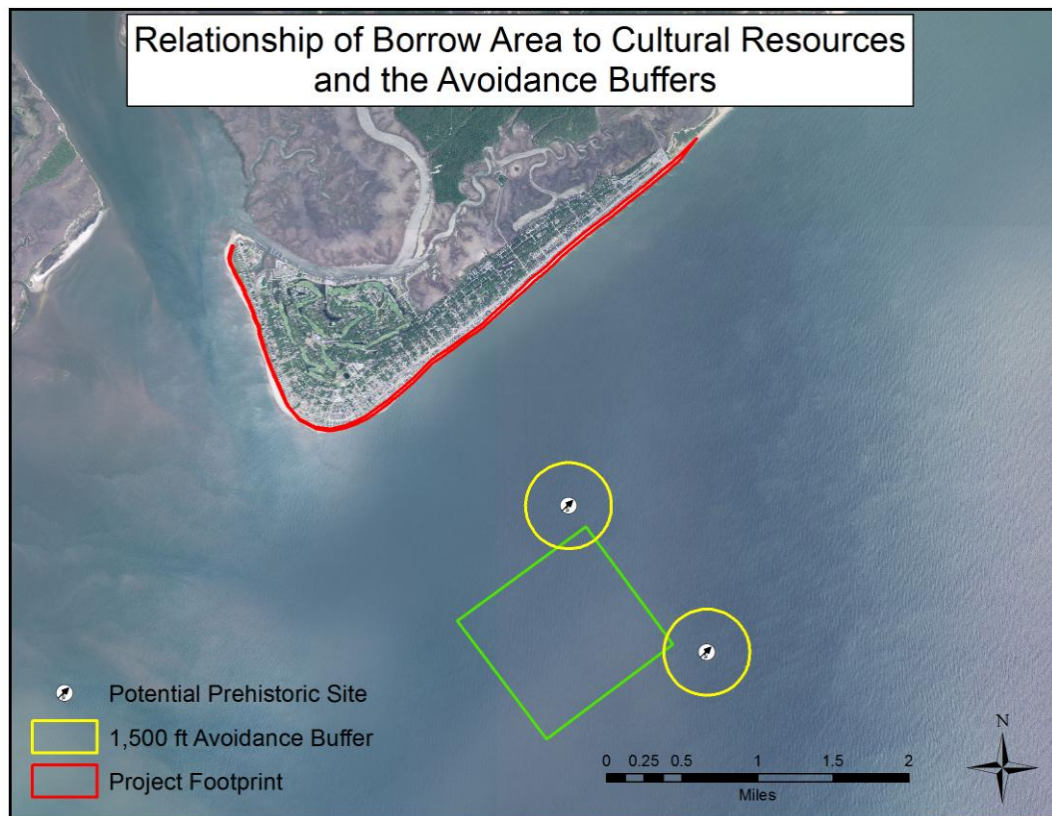 Relationship of Borrow Area to Cultural Resources
and the Avoidance Buffers
Potential Prehistoric Site
1,500 ft Avoidance Buffer
Project Footprint
0 0.25 0.5 1 1.5 2
Miles
N